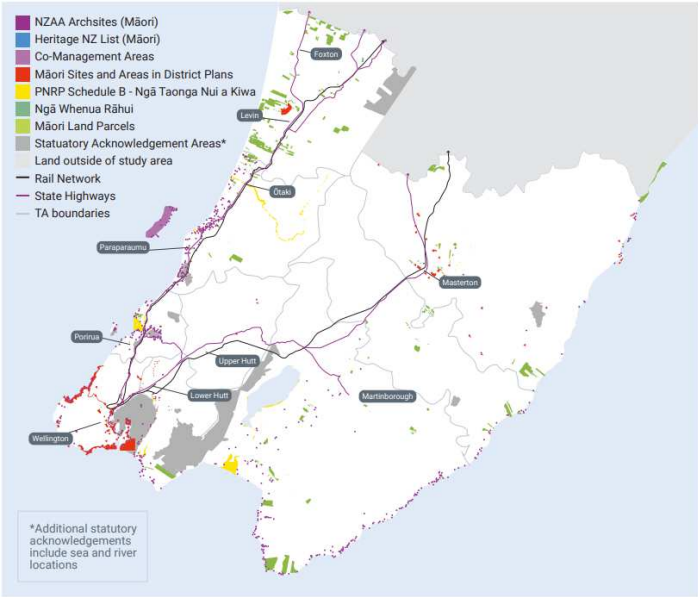 NZAA Archsites (Māori)
Heritage NZ List (Māori)
Co-Management Areas
Māori Sites and Areas in District Plans
PNRP Schedule B - Ngā Taonga Nui a Kiwa
Ngā Whenua Rāhui
Māori Land Parcels
Statuatory Acknowledgement Areas*
Land outside of study area
Rail Network
State Highways
TA boundaries
Foxton
Levin
Ōtaki
Paraparaumu
Masterton
Porirua
Upper Hutt
Lower Hutt
Martinborough
Wellington
*Additional statutory
acknowledgements
include sea and river
locations